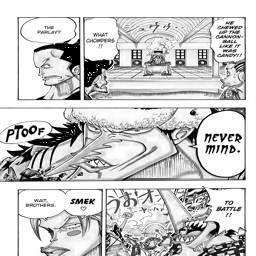 HE
CHEWED
UP THE
CANNON-
BALL
LIKE IT
WAS
CANDY!!
WHAT
CHOMPERS
!!
THE
PARLAY?
NEVER
MIND.
PTOOF
TO
BATTLE
!!
SMEK
♡
WAIT,
BROTHERS.